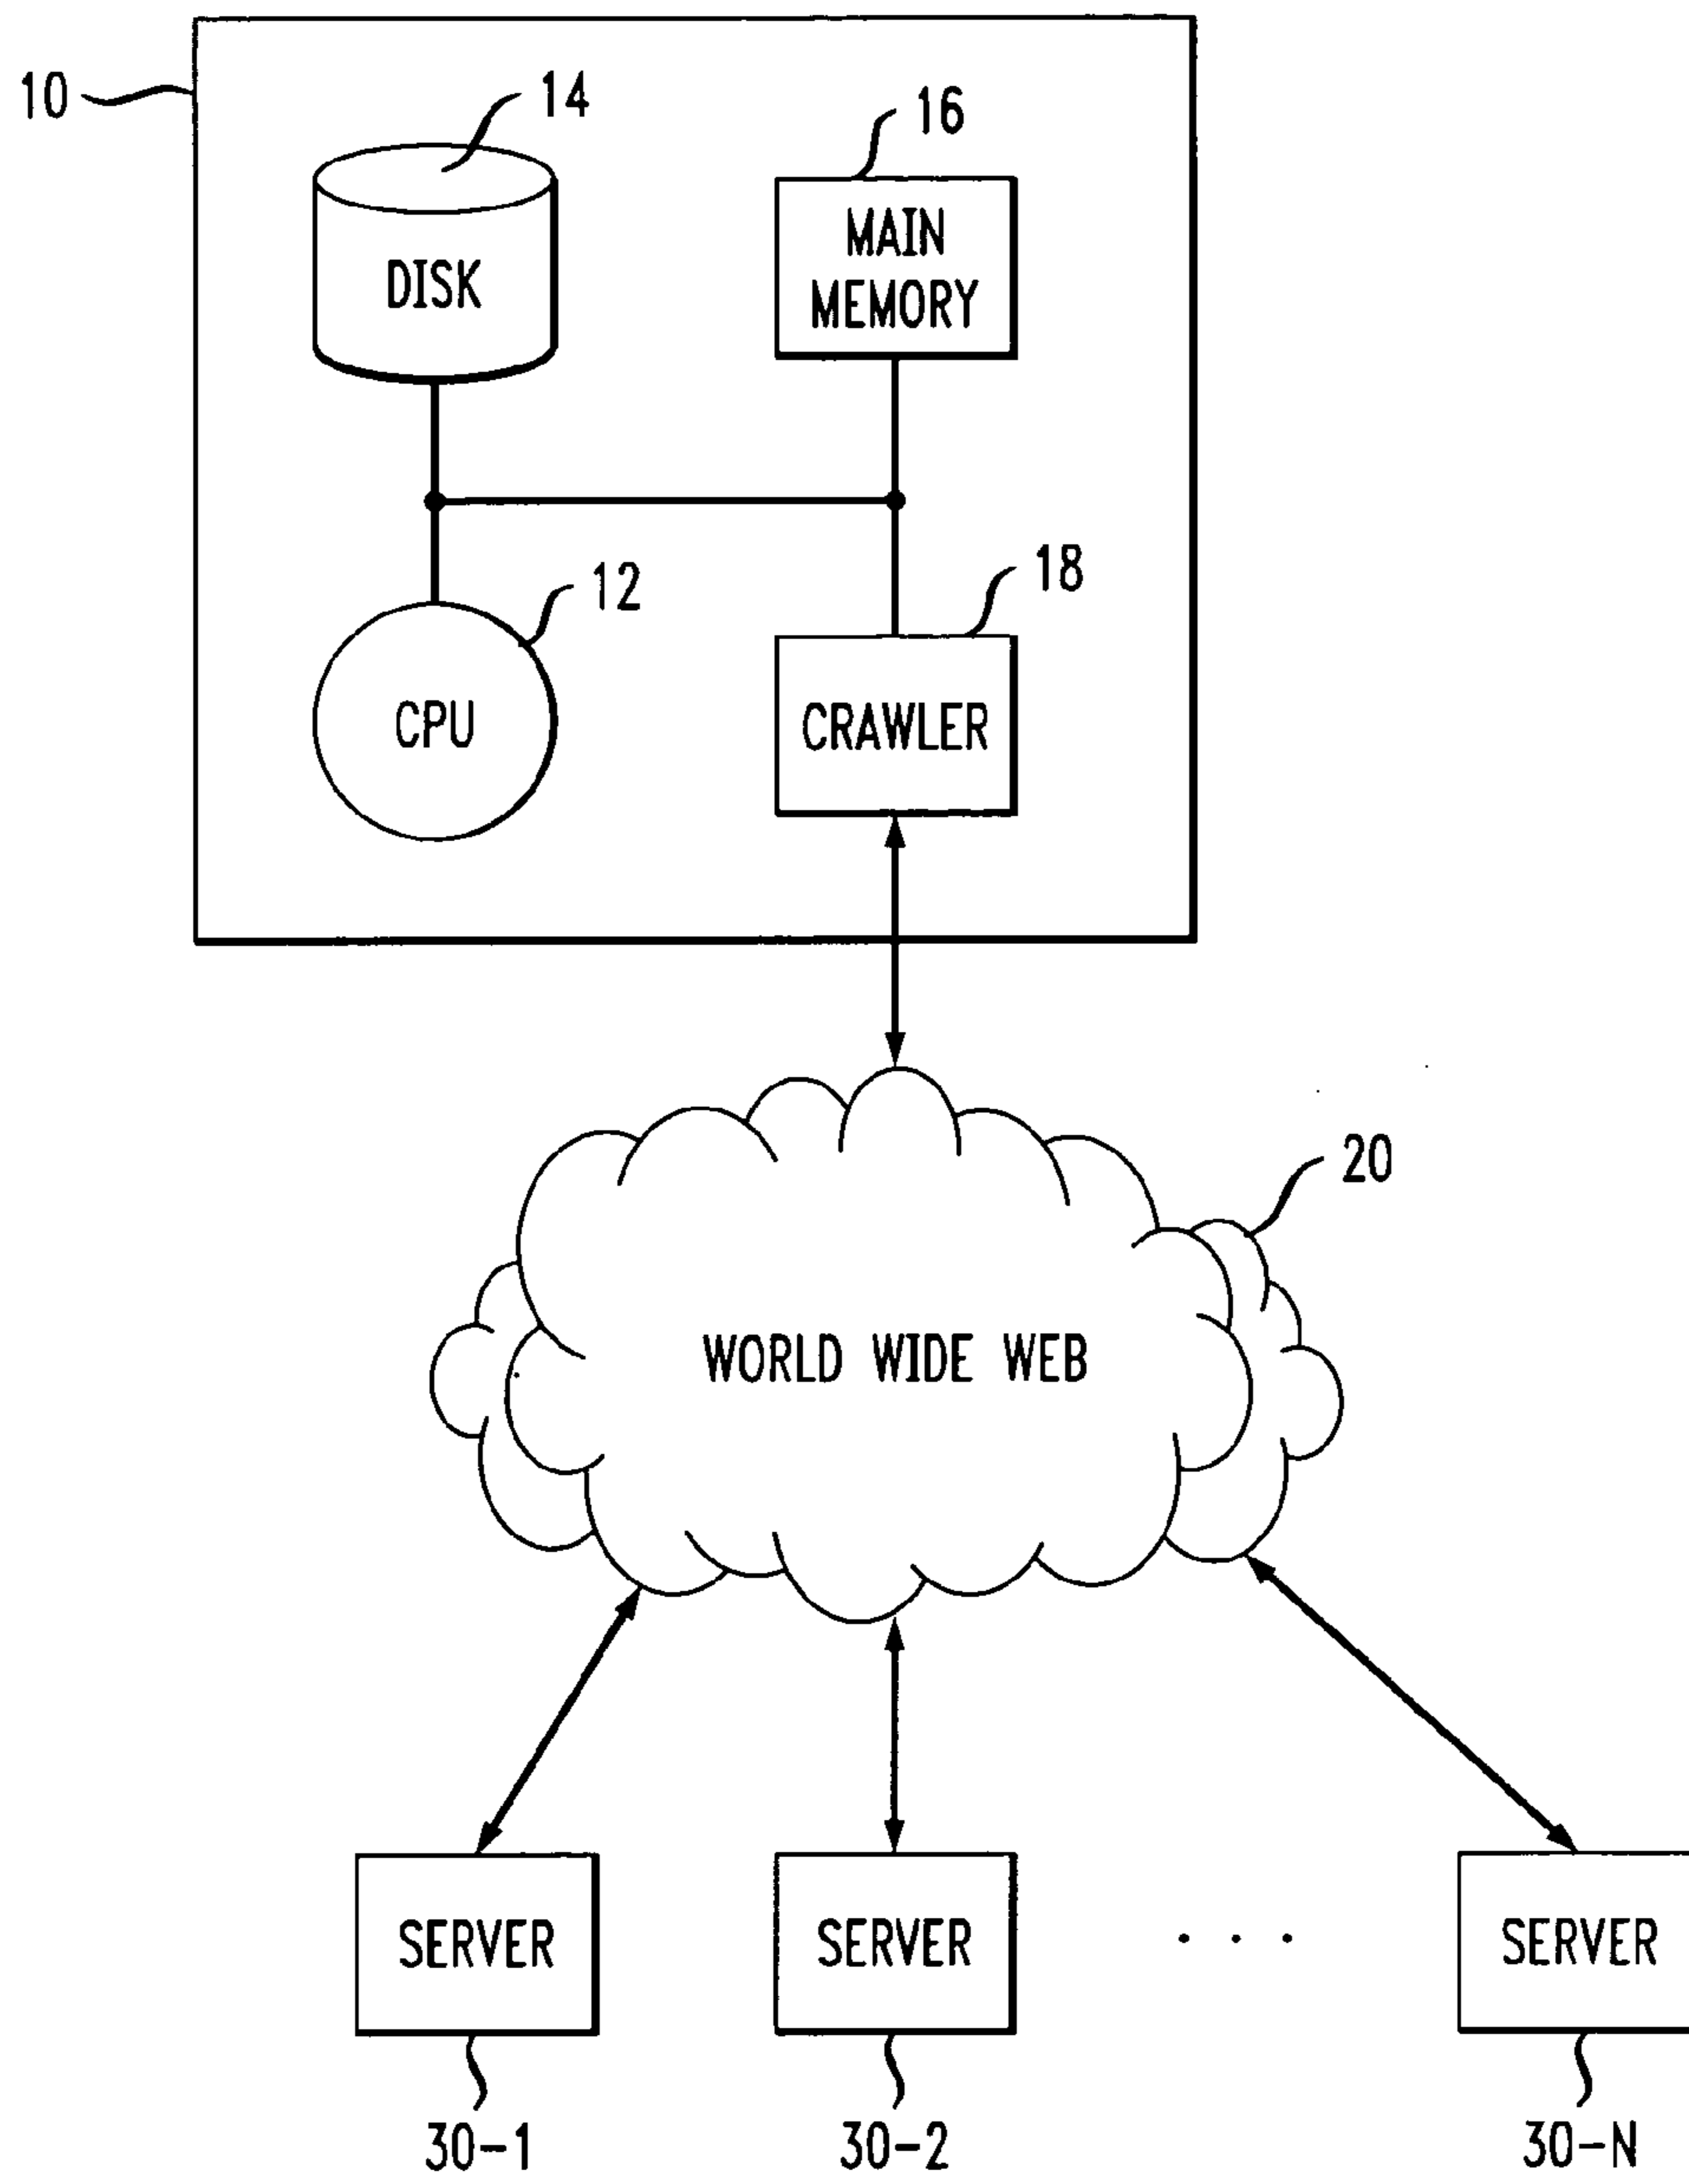 10
14
16
DISK
MAIN
MEMORY
12
18
CPU
CRAWLER
20
WORLD WIDE WEB
SERVER
SERVER
. . .
SERVER
30-1
30-2
30-N